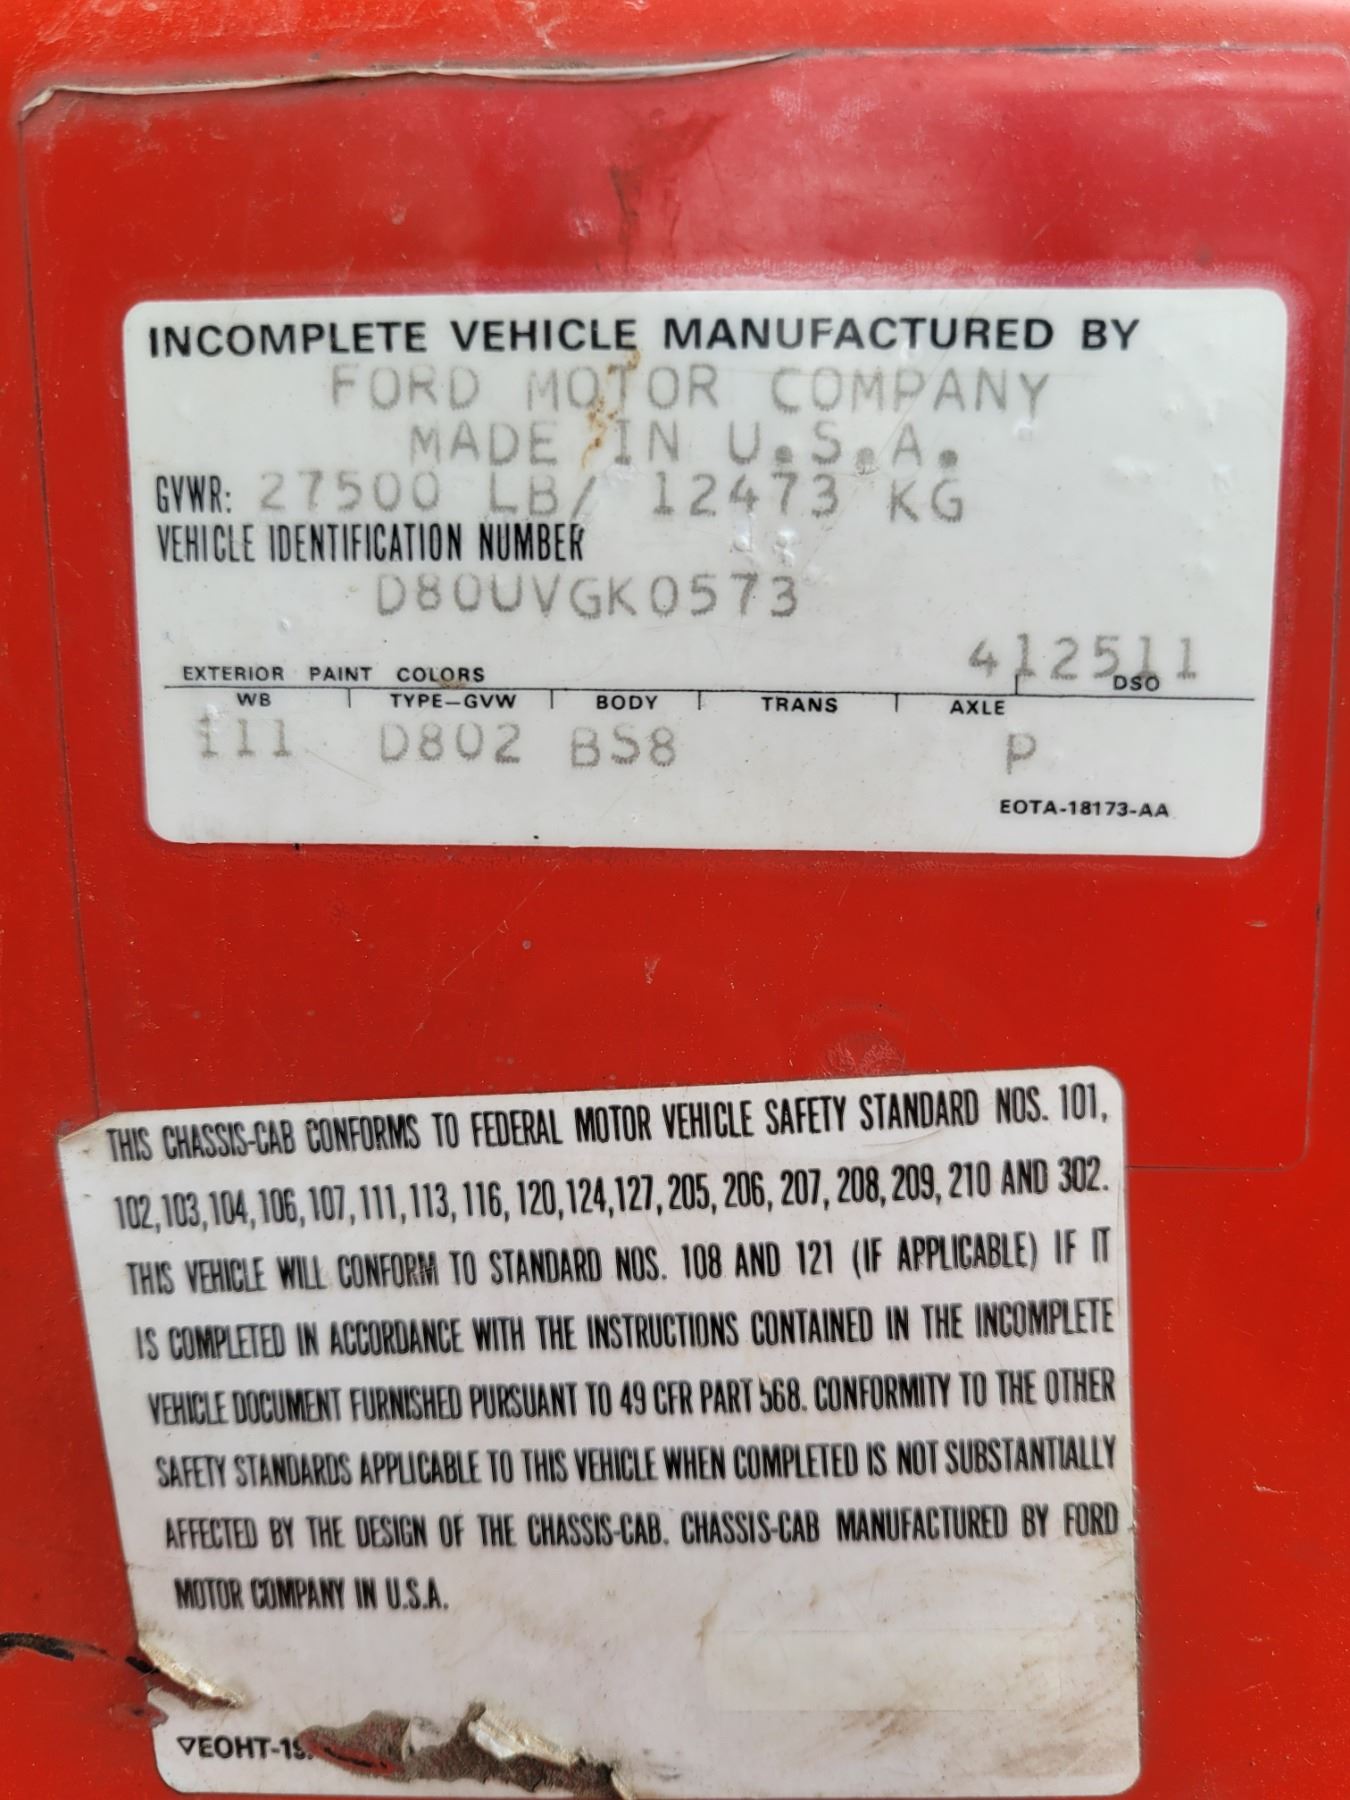 INCOMPLETE VEHICLE MANUFACTURED BY
FORD MOTOR COMPANY
MADE IN U.S.A.
GVWR: 27500 LB/ 12473 KG
VEHICLE IDENTIFICATION NUMBER
D80UVGK0573
412511
EXTERIOR PAINT COLORS DSO
WB TYPE-GVW BODY TRANS AXLE
111 D802 BS8 P
EOTA-18173-AA
THIS CHASSIS-CAB CONFORMS TO FEDERAL MOTOR VEHICLE SAFETY STANDARD NOS. 101,
102, 103, 104, 106, 107, 111, 113, 116, 120, 124, 127, 205, 206, 207, 208, 209, 210 AND 302.
THIS VEHICLE WILL CONFORM TO STANDARD NOS. 108 AND 121 (IF APPLICABLE) IF IT
IS COMPLETED IN ACCORDANCE WITH THE INSTRUCTIONS CONTAINED IN THE INCOMPLETE
VEHICLE DOCUMENT FURNISHED PURSUANT TO 49 CFR PART 568. CONFORMITY TO THE OTHER
SAFETY STANDARDS APPLICABLE TO THIS VEHICLE WHEN COMPLETED IS NOT SUBSTANTIALLY
AFFECTED BY THE DESIGN OF THE CHASSIS-CAB. CHASSIS-CAB MANUFACTURED BY FORD
MOTOR COMPANY IN U.S.A.
▽EOHT-19